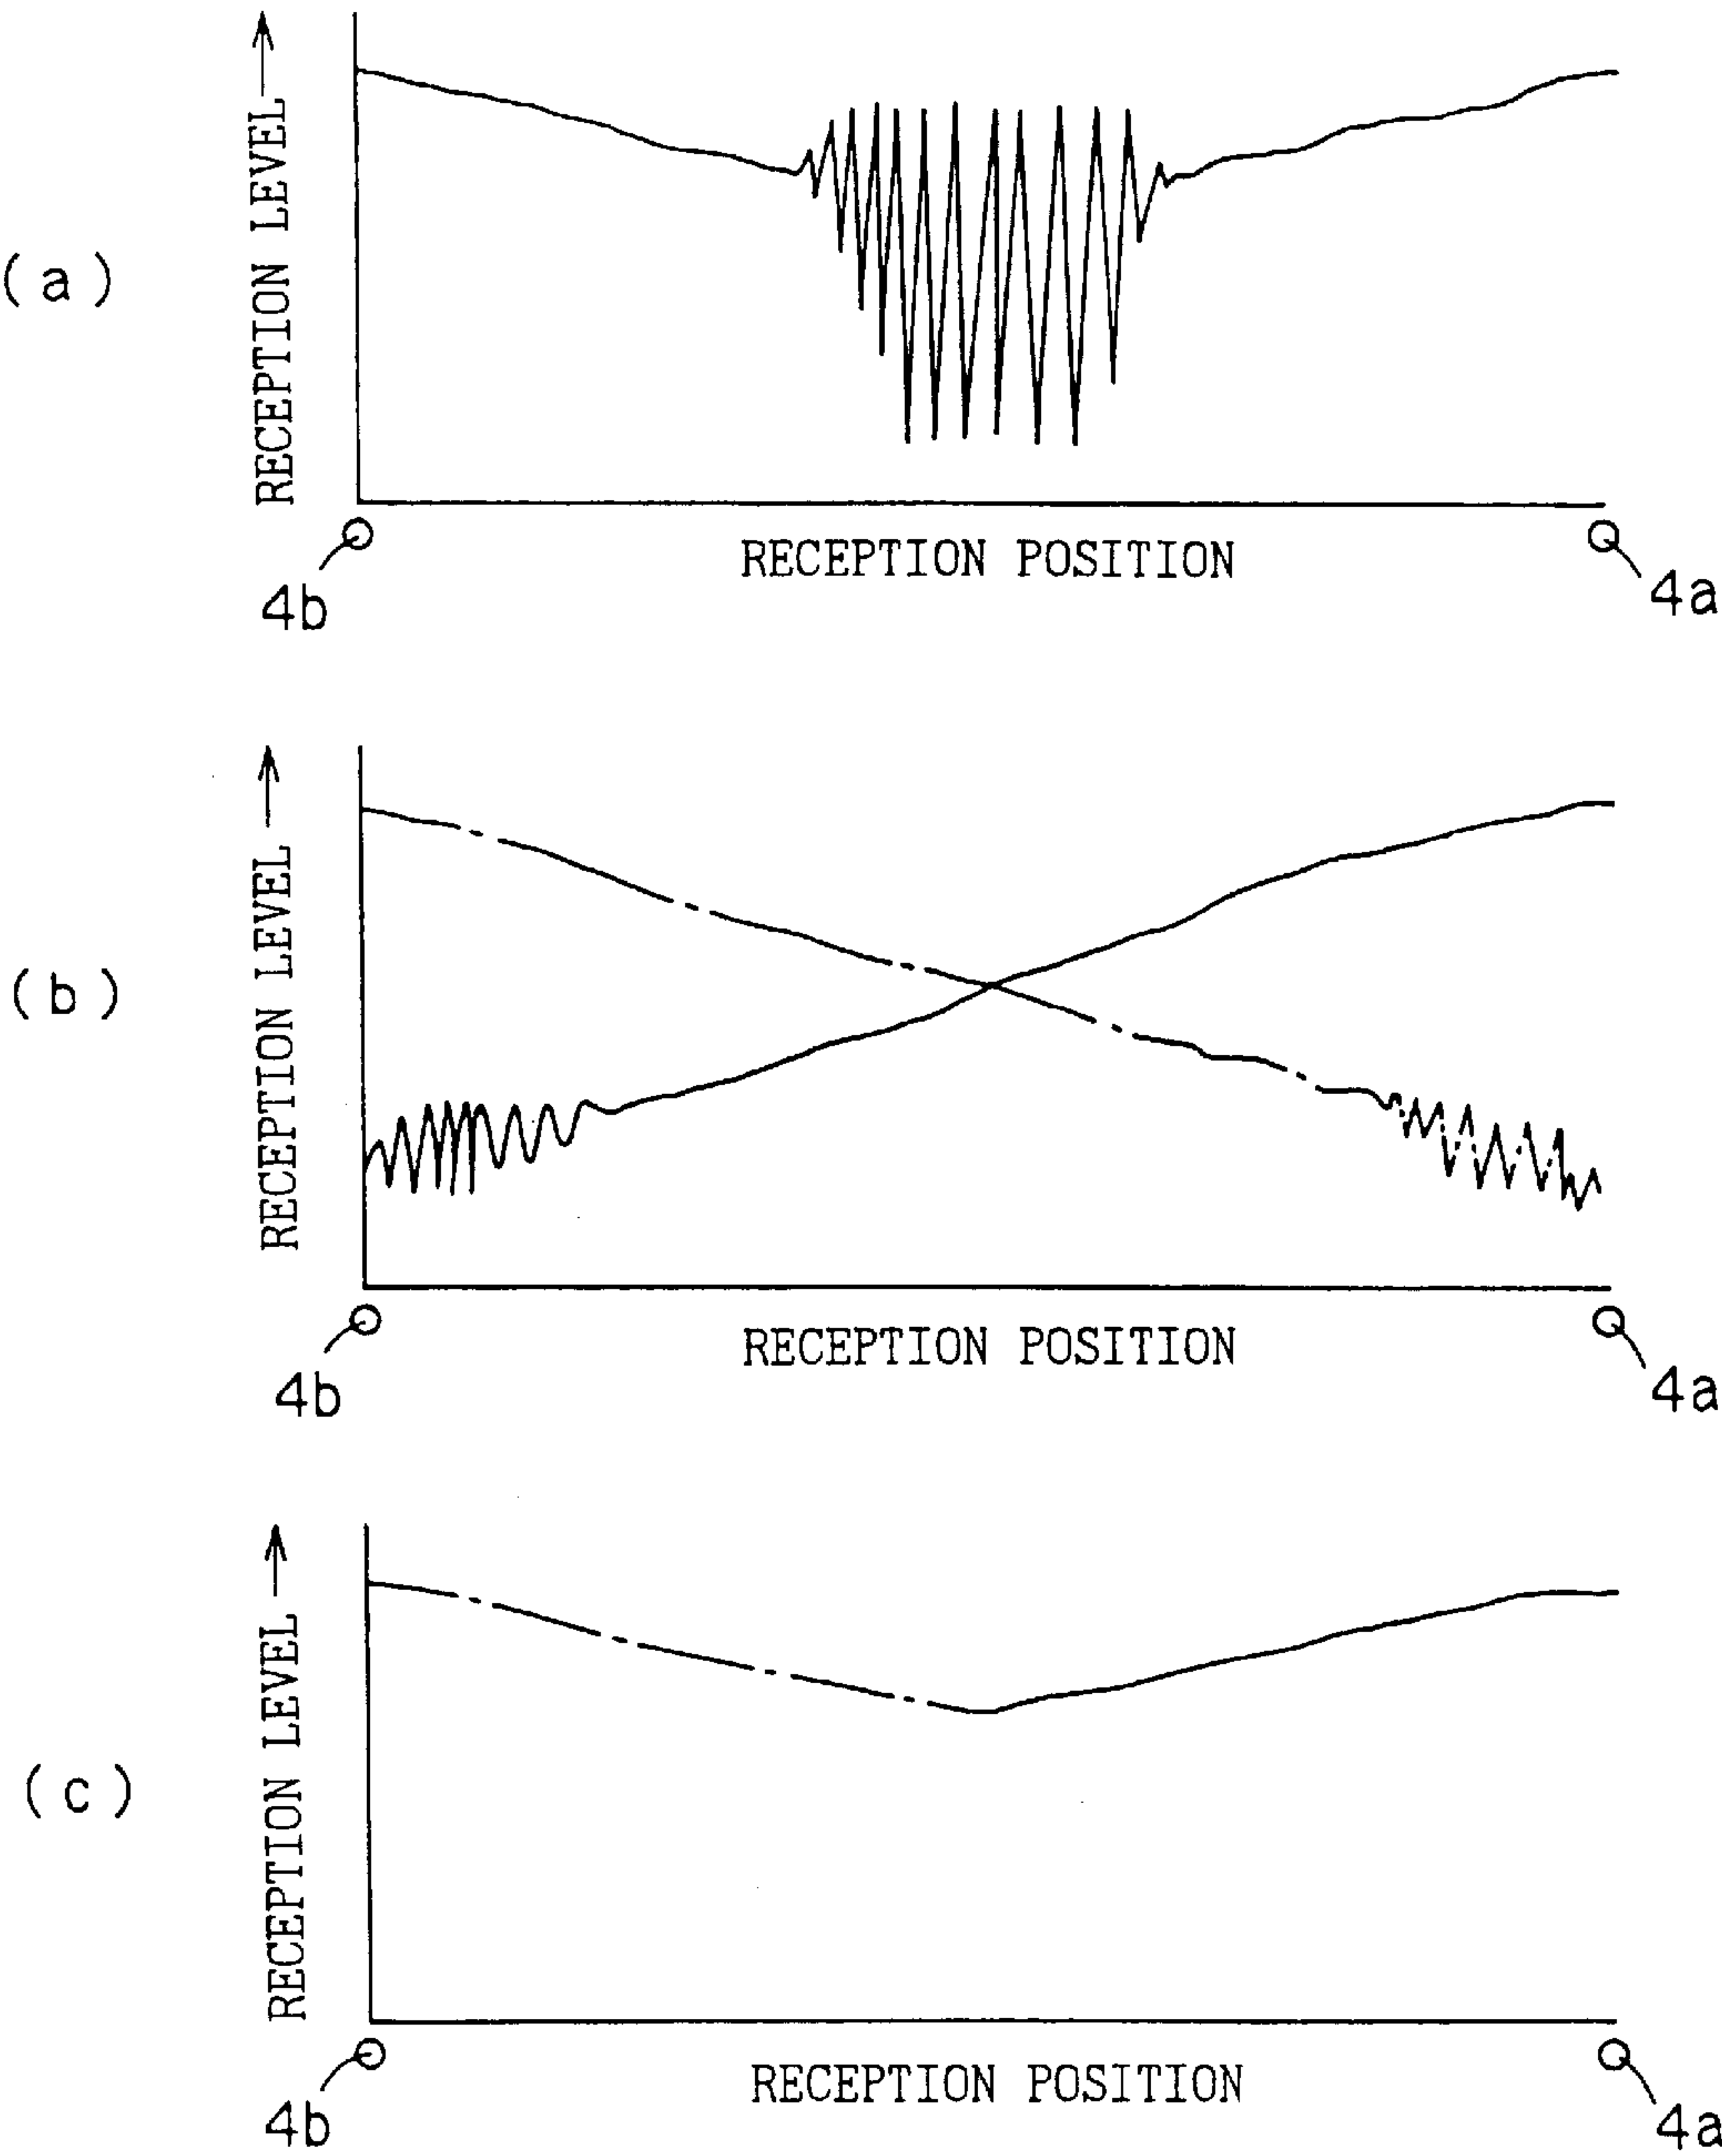 (a)
RECEPTION LEVEL
RECEPTION POSITION
4b
4a
(b)
RECEPTION LEVEL
RECEPTION POSITION
4b
4a
(c)
RECEPTION LEVEL
RECEPTION POSITION
4b
4a